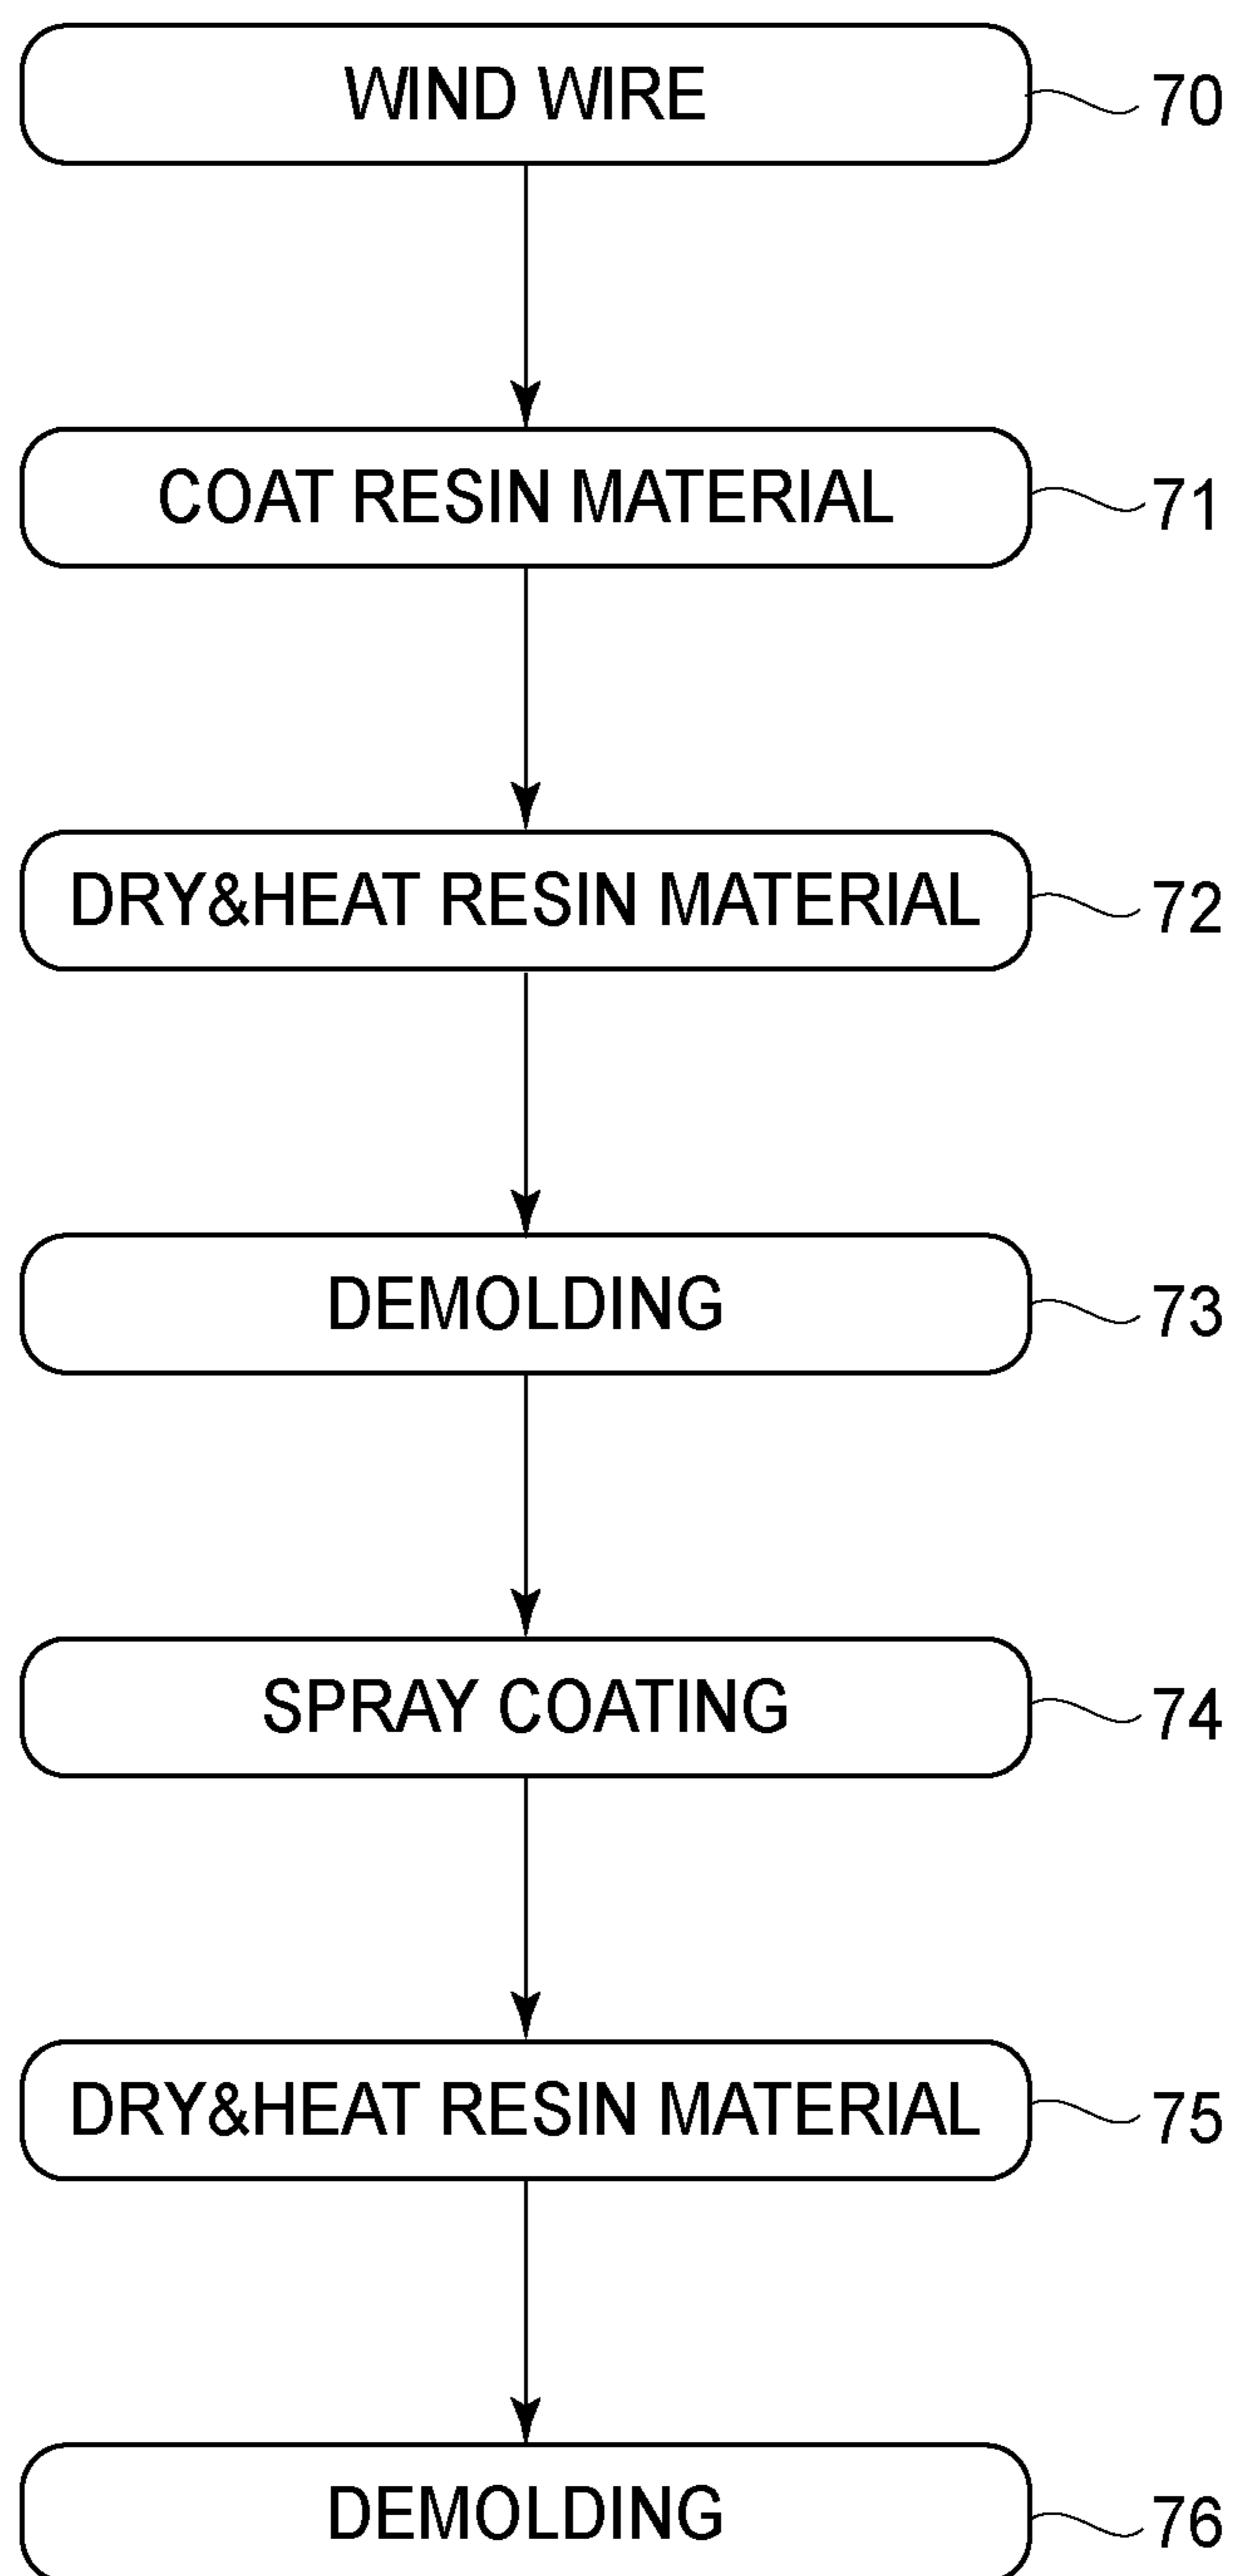 WIND WIRE 70
COAT RESIN MATERIAL 71
DRY&HEAT RESIN MATERIAL 72
DEMOLDING 73
SPRAY COATING 74
DRY&HEAT RESIN MATERIAL 75
DEMOLDING 76